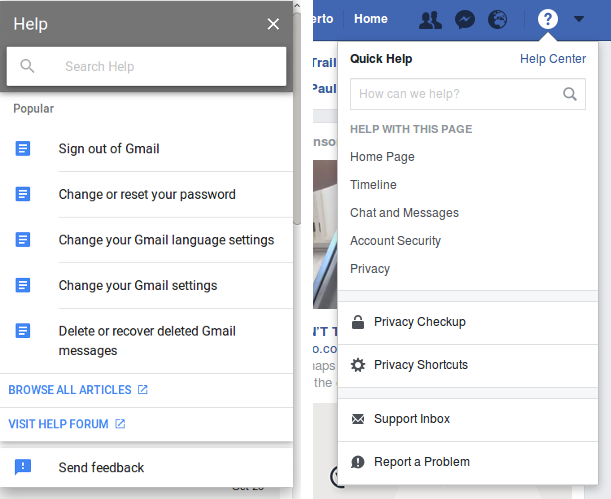 Help
Search Help
Popular
Sign out of Gmail
Change or reset your password
Change your Gmail language settings
Change your Gmail settings
Delete or recover deleted Gmail
messages
BROWSE ALL ARTICLES
VISIT HELP FORUM
Send feedback
erto Home
?
Trail
Paul
nso
N'T T
o.co
haps
the
Quick Help Help Center
How can we help?
HELP WITH THIS PAGE
Home Page
Timeline
Chat and Messages
Account Security
Privacy
Privacy Checkup
Privacy Shortcuts
Support Inbox
Report a Problem